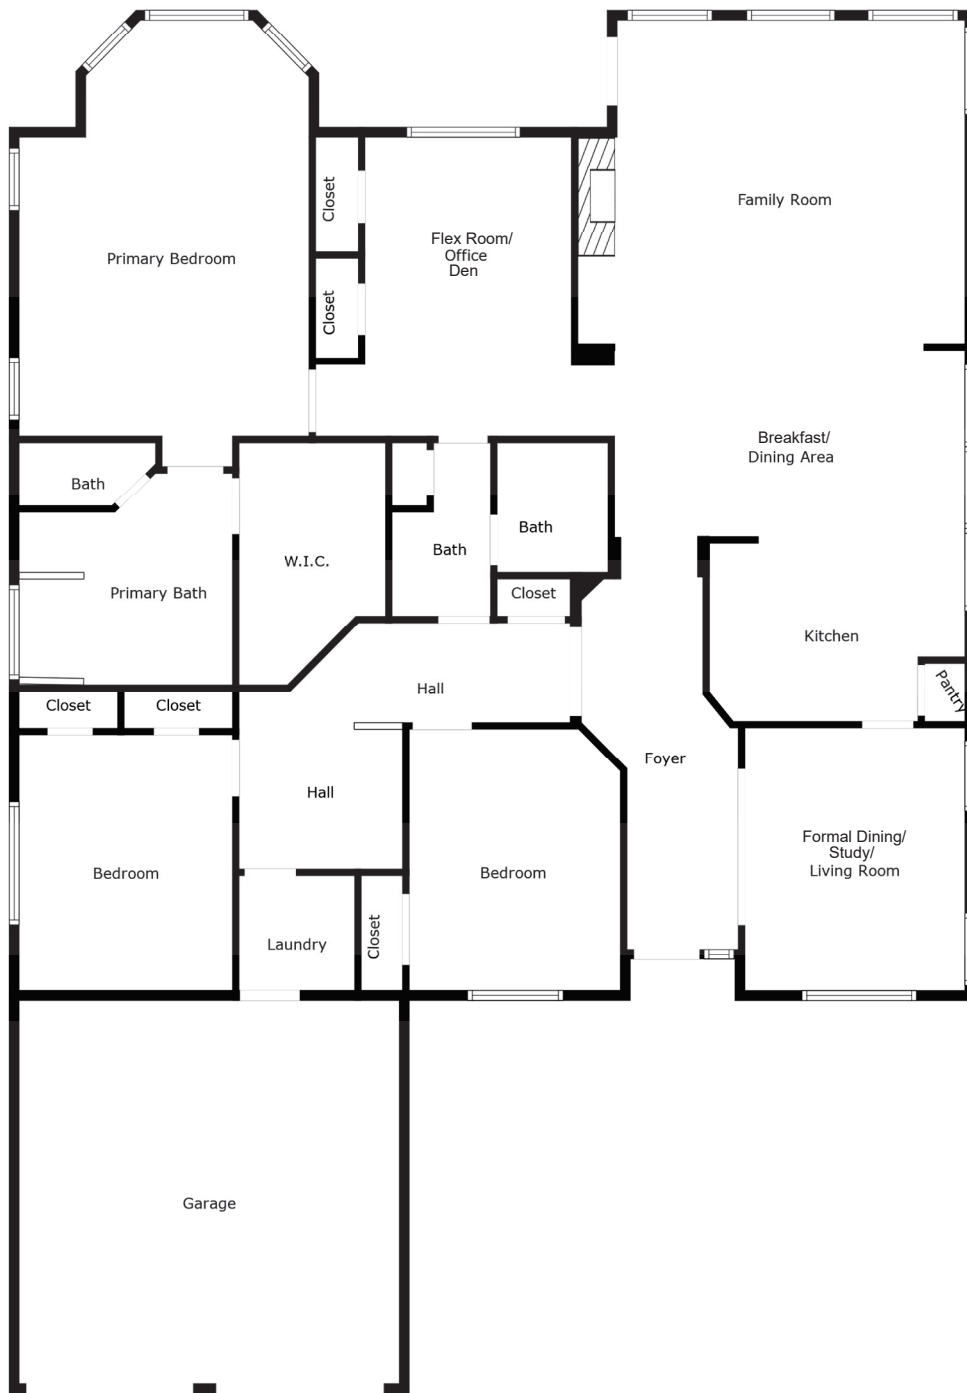 Family Room
Closet
Flex Room/
Office
Den
Primary Bedroom
Closet
Breakfast/
Dining Area
Bath
Bath
Bath
W.I.C.
Primary Bath
Closet
Kitchen
Hall
Pantry
Closet
Closet
Foyer
Hall
Formal Dining/
Study/
Living Room
Bedroom
Bedroom
Laundry
Closet
Garage